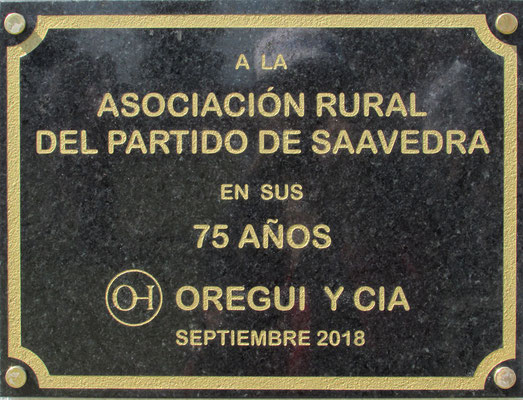 A LA
ASOCIACIÓN RURAL
DEL PARTIDO DE SAAVEDRA
EN SUS
75 AÑOS
OH OREGUI Y CIA
SEPTIEMBRE 2018